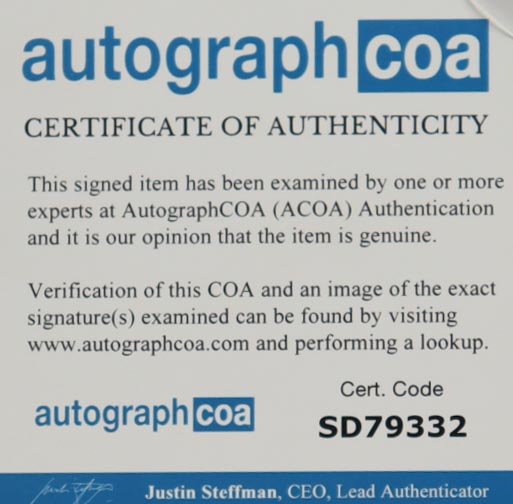 autographcoa
CERTIFICATE OF AUTHENTICITY
This signed item has been examined by one or more
experts at AutographCOA (ACOA) Authentication
and it is our opinion that the item is genuine.
Verification of this COA and an image of the exact
signature(s) examined can be found by visiting
www.autographcoa.com and performing a lookup.
autographcoa
Cert. Code
SD79332
Justin Steffman, CEO, Lead Authenticator